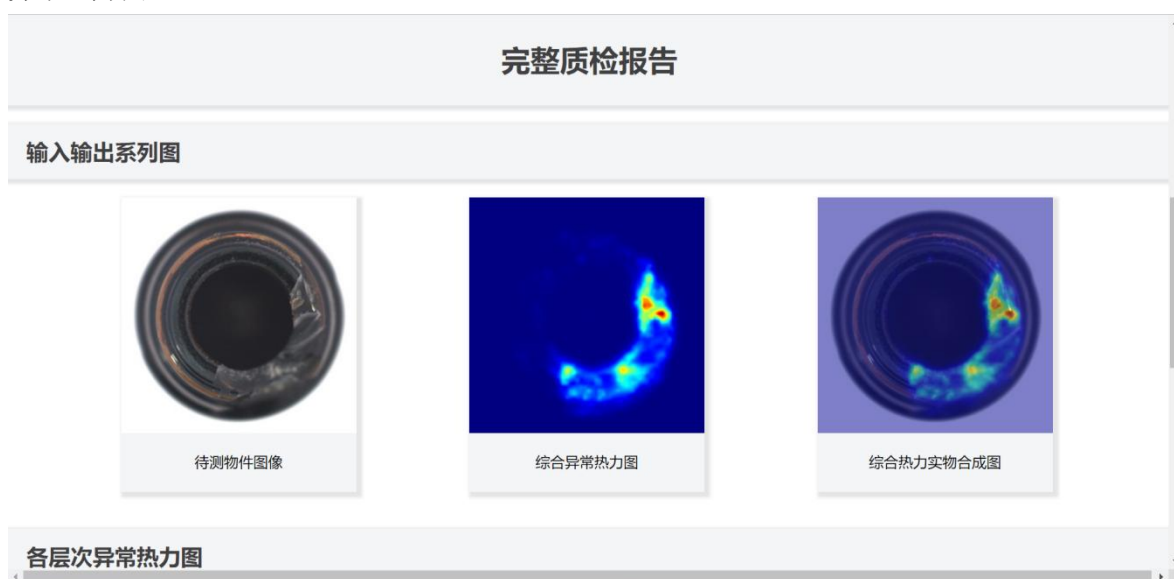 完整质检报告
输入输出系列图
待测物件图像
综合异常热力图
综合热力实物合成图
各层次异常热力图